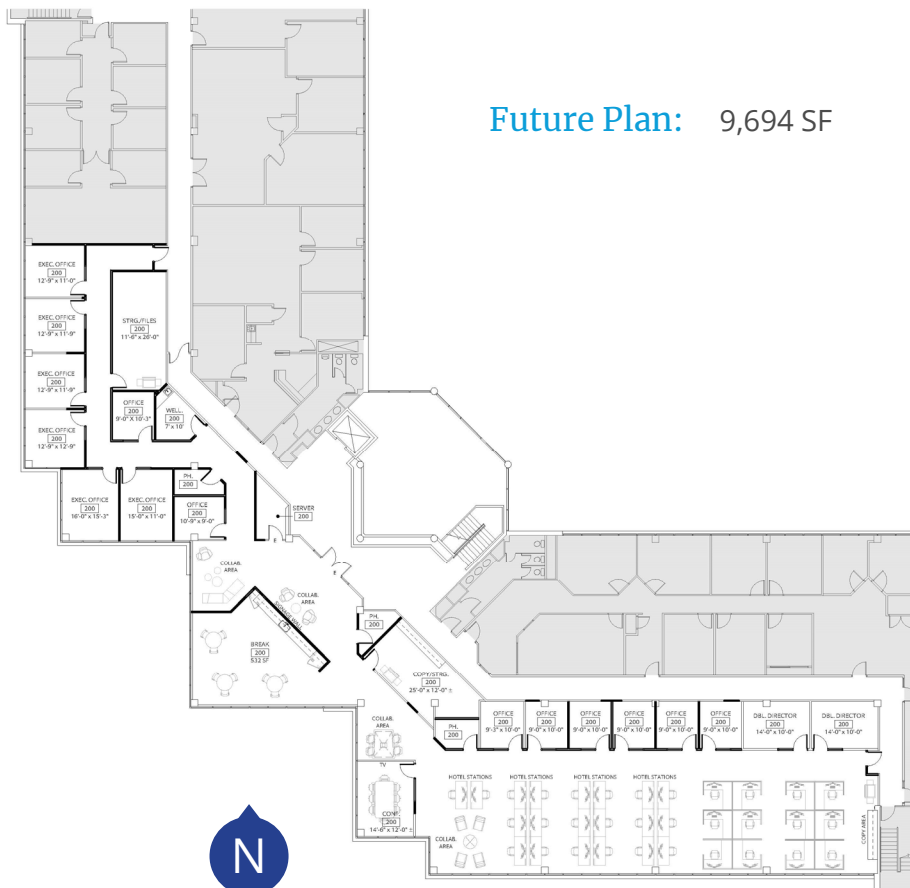 Future Plan: 9,694 SF
EXEC. OFFICE
200
12'-9" x 11'-0"
EXEC. OFFICE
200
12'-9" x 11'-9"
STRG./FILES
200
11'-6" x 26'-0"
EXEC. OFFICE
200
12'-9" x 11'-9"
OFFICE
200
9'-0" X 10'-3"
WELL.
200
7' x 10'
EXEC. OFFICE
200
12'-9" x 12'-9"
PH.
200
EXEC. OFFICE
200
16'-0" x 15'-3"
EXEC. OFFICE
200
15'-0" x 11'-0"
OFFICE
200
10'-9" x 9'-0"
SERVER
200
E
E
COLLAB.
AREA
COLLAB.
AREA
SIGNAGE WALL
PH.
200
BREAK
200
532 SF
COPY/STRG.
200
25'-0" x 12'-0" ±
COLLAB.
AREA
PH.
200
OFFICE
200
9'-3" x 10'-0"
OFFICE
200
9'-0" x 10'-0"
OFFICE
200
9'-0" x 10'-0"
OFFICE
200
9'-0" x 10'-0"
OFFICE
200
9'-0" x 10'-0"
OFFICE
200
9'-0" x 10'-0"
DBL. DIRECTOR
200
14'-0" x 10'-0"
DBL. DIRECTOR
200
14'-0" x 10'-0"
TV
CONF.
200
14'-6" x 12'-0" ±
HOTEL STATIONS
HOTEL STATIONS
HOTEL STATIONS
HOTEL STATIONS
COLLAB.
AREA
COPY AREA
N